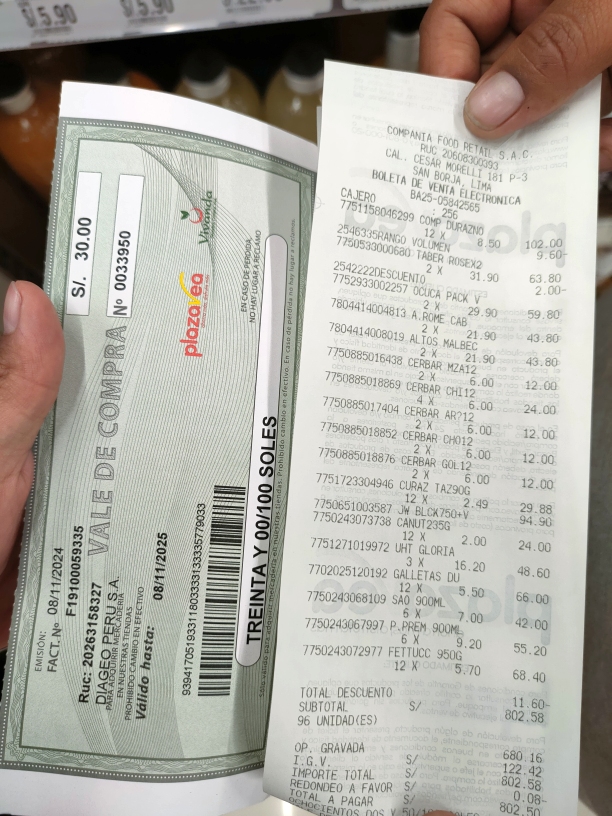 5.90
5.90
S/. 30.00
Nº 0033950
plazavea
Vivanda
EN CASO DE PERDIDA,
NO HAY LUGAR A RECLAMO
VALE DE COMPRA
EMISIÓN: 08/11/2024
FACT. Nº F19100059335
Ruc: 20263158327
DIAGEO PERU S.A
PARA ADQUIRIR MERCADERÍA
EN NUESTRAS TIENDAS
PROHIBIDO CAMBIO EN EFECTIVO
Válido hasta: 08/11/2025
TREINTA Y 00/100 SOLES
COMPANIA FOOD RETAIL S.A.C.
RUC 20608300393
CAL. CESAR MORELLI 181 P-3
SAN BORJA, LIMA
BOLETA DE VENTA ELECTRONICA
BA25-05842565
CAJERO : 256
7751158046299 COMP DURAZNO
12 X 8.50 102.00
2546335RANGO VOLUMEN 9.60-
7750533000680 TABER ROSEX2
2 X 31.90 63.80
2542222DESCUENTO 2.00-
7752933002257 OCUCA PACK V
2 X 29.90 59.80
7804414004813 A.ROME CAB
2 X 21.90 43.80
7804414008019 ALTOS MALBEC
2 X 21.90 43.80
7750885016438 CERBAR MZA12
2 X 6.00 12.00
7750885018869 CERBAR CHI12
4 X 6.00 24.00
7750885017404 CERBAR AR?12
2 X 6.00 12.00
7750885018852 CERBAR CHO12
2 X 6.00 12.00
7750885018876 CERBAR GOL12
2 X 6.00 12.00
7751723304946 CURAZ TAZ90G
12 X 2.49 29.88
7750651003587 JW BLCK750+V 94.90
7750243073738 CANUT235G
12 X 2.00 24.00
7751271019972 UHT GLORIA
3 X 16.20 48.60
7702025120192 GALLETAS DU
12 X 5.50 66.00
7750243068109 SAO 900ML
6 X 7.00 42.00
7750243067997 P.PREM 900ML
6 X 9.20 55.20
7750243072977 FETTUCC 950G
12 X 5.70 68.40
TOTAL DESCUENTO 11.60-
SUBTOTAL S/ 802.58
96 UNIDAD(ES)
OP. GRAVADA S/ 680.16
I.G.V. S/ 122.42
IMPORTE TOTAL S/ 802.58
REDONDEO A FAVOR S/ 0.08-
TOTAL A PAGAR S/ 802.50